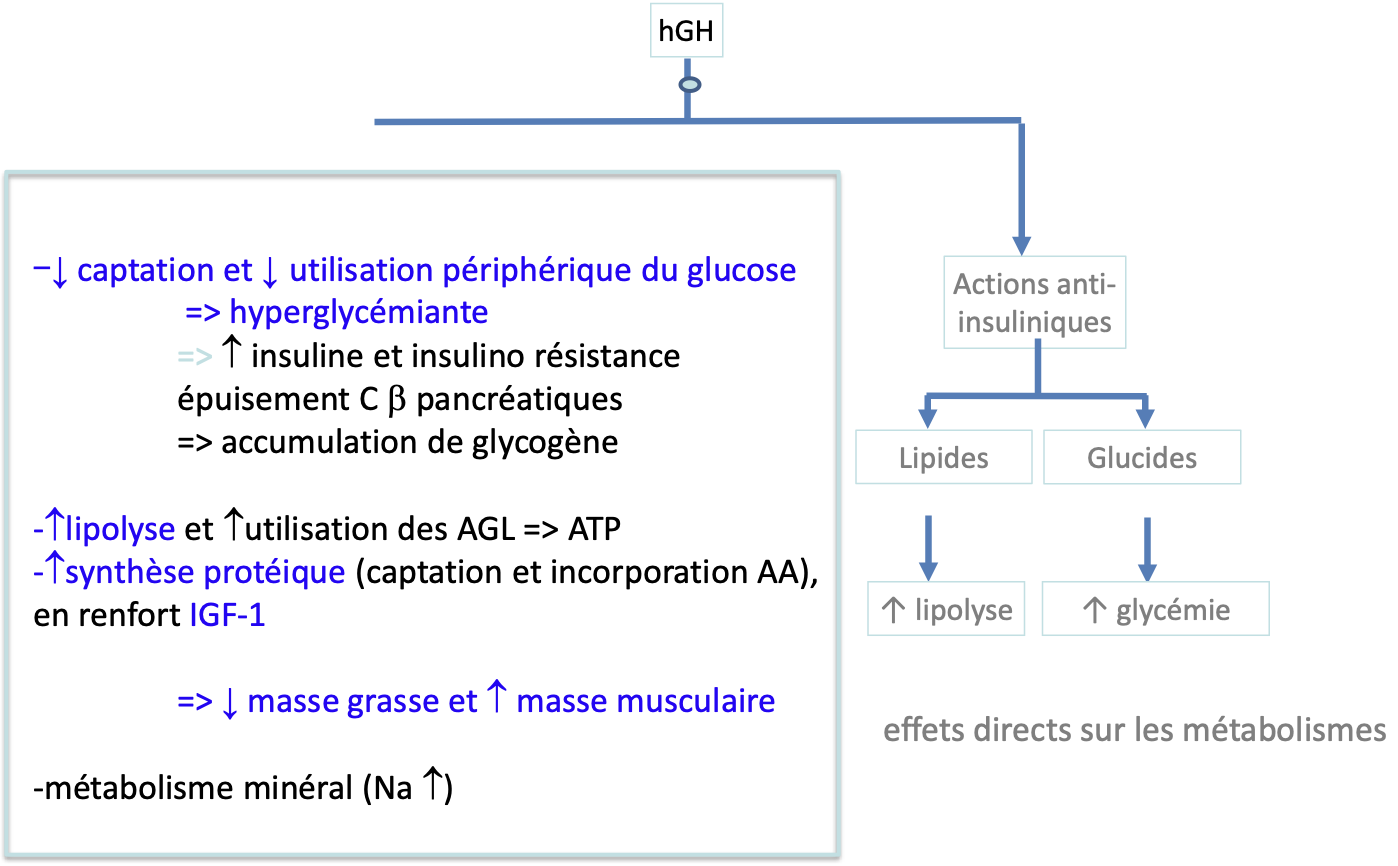 hGH
−↓ captation et ↓ utilisation périphérique du glucose
=> hyperglycémiante
=> ↑ insuline et insulino résistance
épuisement C β pancréatiques
=> accumulation de glycogène
-↑lipolyse et ↑utilisation des AGL => ATP
-↑synthèse protéique (captation et incorporation AA),
en renfort IGF-1
=> ↓ masse grasse et ↑ masse musculaire
-métabolisme minéral (Na ↑)
Actions anti-
insuliniques
Lipides
Glucides
↑ lipolyse
↑ glycémie
effets directs sur les métabolismes